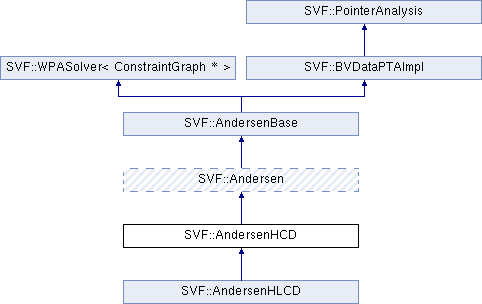 SVF::PointerAnalysis
SVF::WPASolver< ConstraintGraph * >
SVF::BVDataPTAImpl
SVF::AndersenBase
SVF::Andersen
SVF::AndersenHCD
SVF::AndersenHLCD